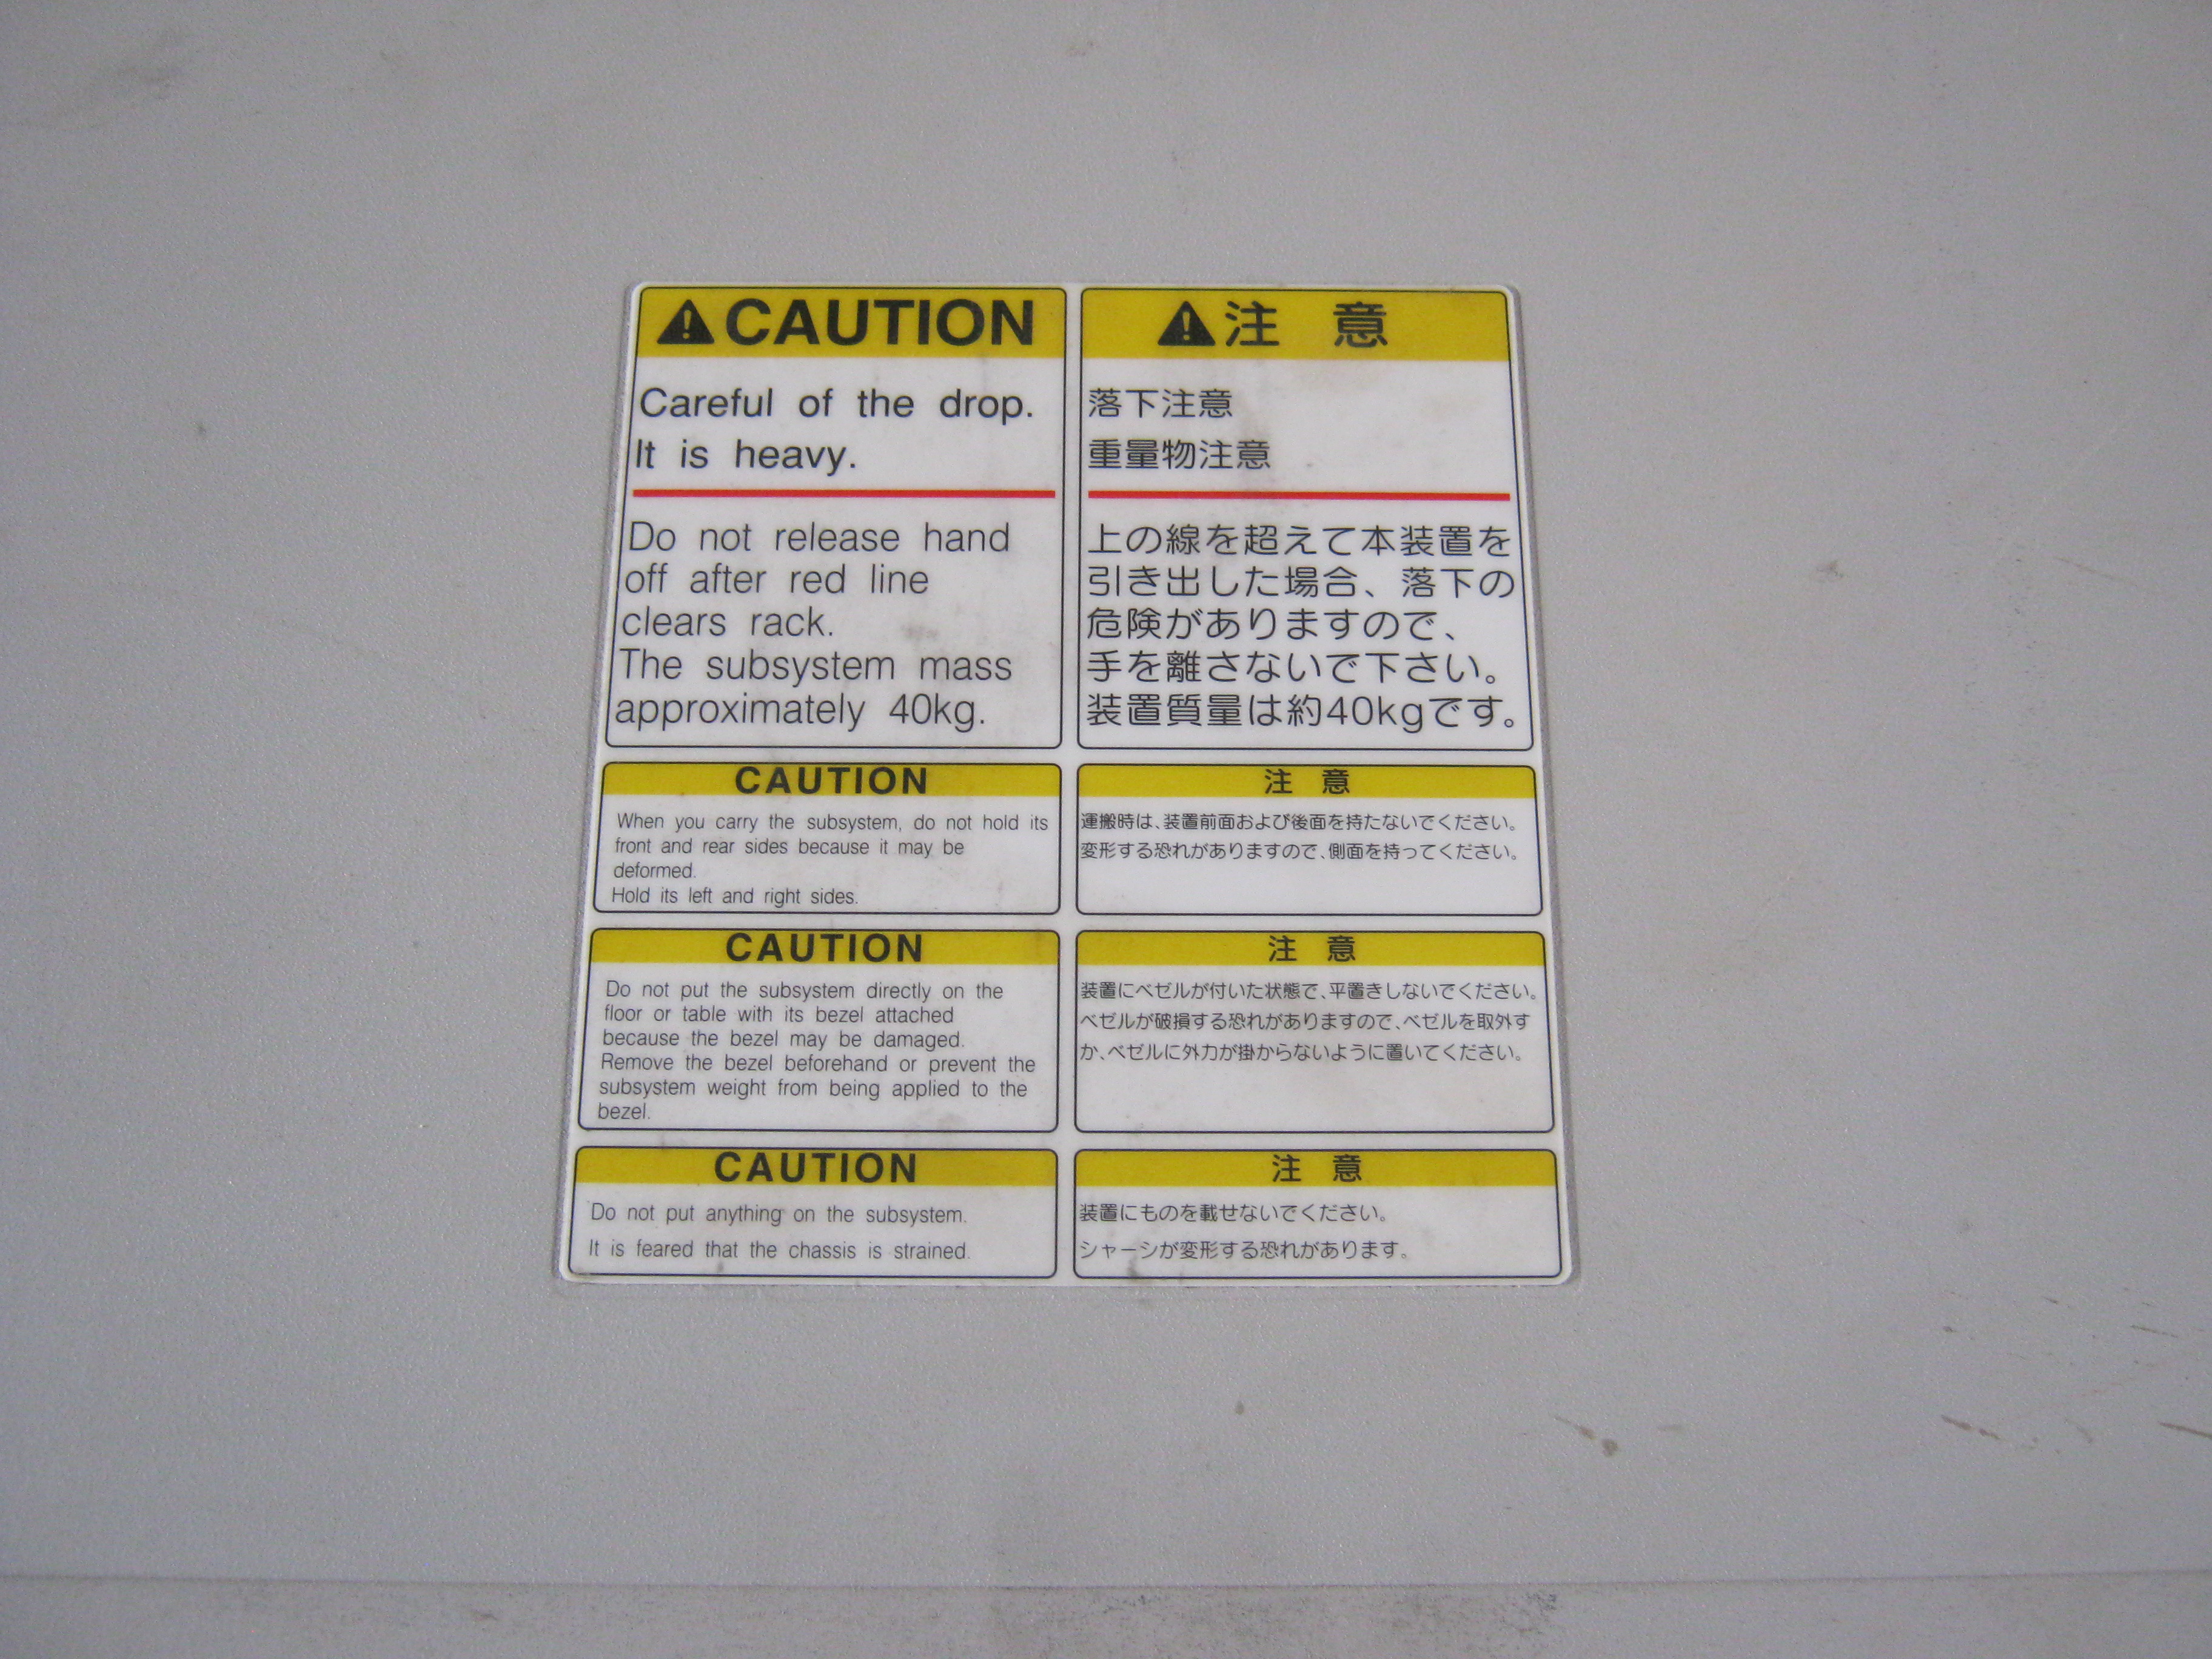 CAUTION
Careful of the drop.
It is heavy.
Do not release hand
off after red line
clears rack.
The subsystem mass
approximately 40kg.
注 意
落下注意
重量物注意
上の線を超えて本装置を
引き出した場合、落下の
危険がありますので、
手を離さないで下さい。
装置質量は約40kgです。
CAUTION
When you carry the subsystem, do not hold its
front and rear sides because it may be
deformed.
Hold its left and right sides.
注 意
運搬時は、装置前面および後面を持たないでください。
変形する恐れがありますので、側面を持ってください。
CAUTION
Do not put the subsystem directly on the
floor or table with its bezel attached
because the bezel may be damaged.
Remove the bezel beforehand or prevent the
subsystem weight from being applied to the
bezel.
注 意
装置にベゼルが付いた状態で、平置きしないでください。
ベゼルが破損する恐れがありますので、ベゼルを取外す
か、ベゼルに外力が掛からないように置いてください。
CAUTION
Do not put anything on the subsystem.
It is feared that the chassis is strained.
注 意
装置にものを載せないでください。
シャーシが変形する恐れがあります。